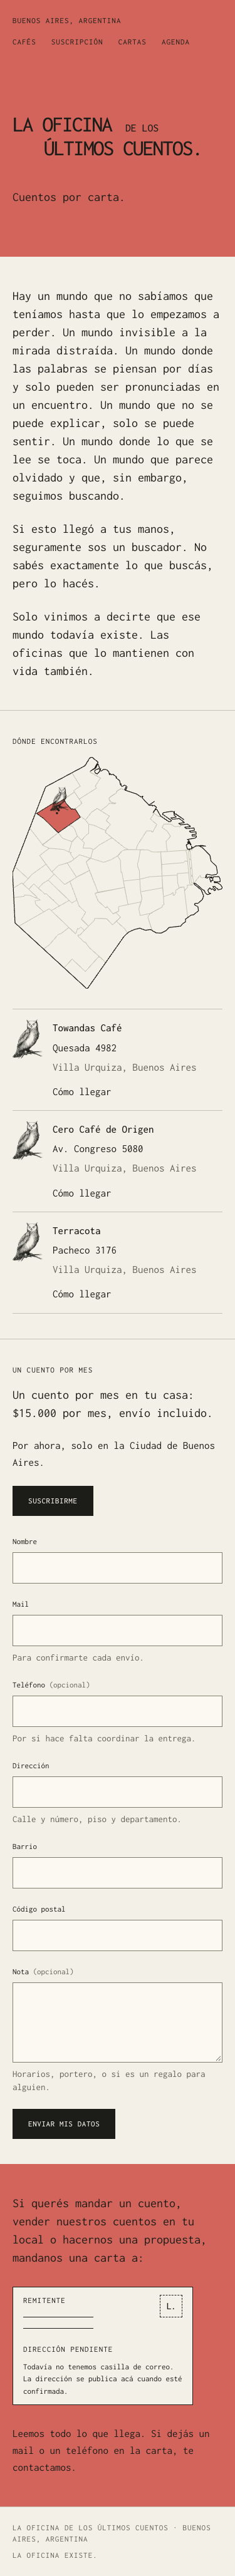 BUENOS AIRES, ARGENTINA
CAFÉS SUSCRIPCIÓN CARTAS AGENDA
LA OFICINA DE LOS
ÚLTIMOS CUENTOS.
Cuentos por carta.
Hay un mundo que no sabíamos que
teníamos hasta que lo empezamos a
perder. Un mundo invisible a la
mirada distraída. Un mundo donde
las palabras se piensan por días
y solo pueden ser pronunciadas en
un encuentro. Un mundo que no se
puede explicar, solo se puede
sentir. Un mundo donde lo que se
lee se toca. Un mundo que parece
olvidado y que, sin embargo,
seguimos buscando.
Si esto llegó a tus manos,
seguramente sos un buscador. No
sabés exactamente lo que buscás,
pero lo hacés.
Solo vinimos a decirte que ese
mundo todavía existe. Las
oficinas que lo mantienen con
vida también.
DÓNDE ENCONTRARLOS
Towandas Café
Quesada 4982
Villa Urquiza, Buenos Aires
Cómo llegar
Cero Café de Origen
Av. Congreso 5080
Villa Urquiza, Buenos Aires
Cómo llegar
Terracota
Pacheco 3176
Villa Urquiza, Buenos Aires
Cómo llegar
UN CUENTO POR MES
Un cuento por mes en tu casa:
$15.000 por mes, envío incluido.
Por ahora, solo en la Ciudad de Buenos
Aires.
SUSCRIBIRME
Nombre
Mail
Para confirmarte cada envío.
Teléfono (opcional)
Por si hace falta coordinar la entrega.
Dirección
Calle y número, piso y departamento.
Barrio
Código postal
Nota (opcional)
Horarios, portero, o si es un regalo para
alguien.
ENVIAR MIS DATOS
Si querés mandar un cuento,
vender nuestros cuentos en tu
local o hacernos una propuesta,
mandanos una carta a:
REMITENTE
L.
DIRECCIÓN PENDIENTE
Todavía no tenemos casilla de correo.
La dirección se publica acá cuando esté
confirmada.
Leemos todo lo que llega. Si dejás un
mail o un teléfono en la carta, te
contactamos.
LA OFICINA DE LOS ÚLTIMOS CUENTOS · BUENOS
AIRES, ARGENTINA
LA OFICINA EXISTE.